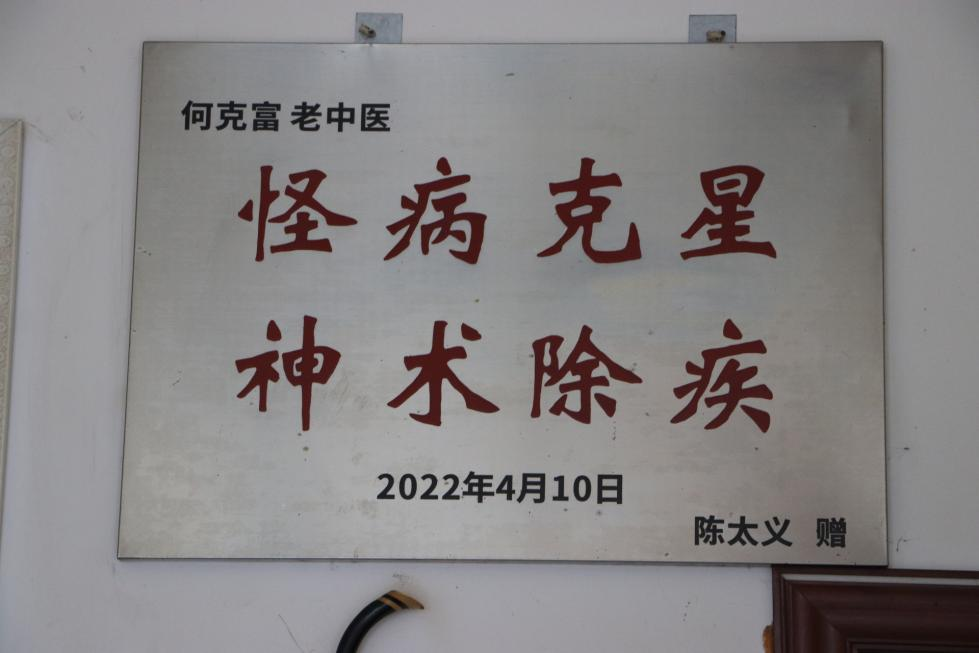 何克富 老中医
怪病克星
神术除疾
2022年4月10日
陈太义 赠